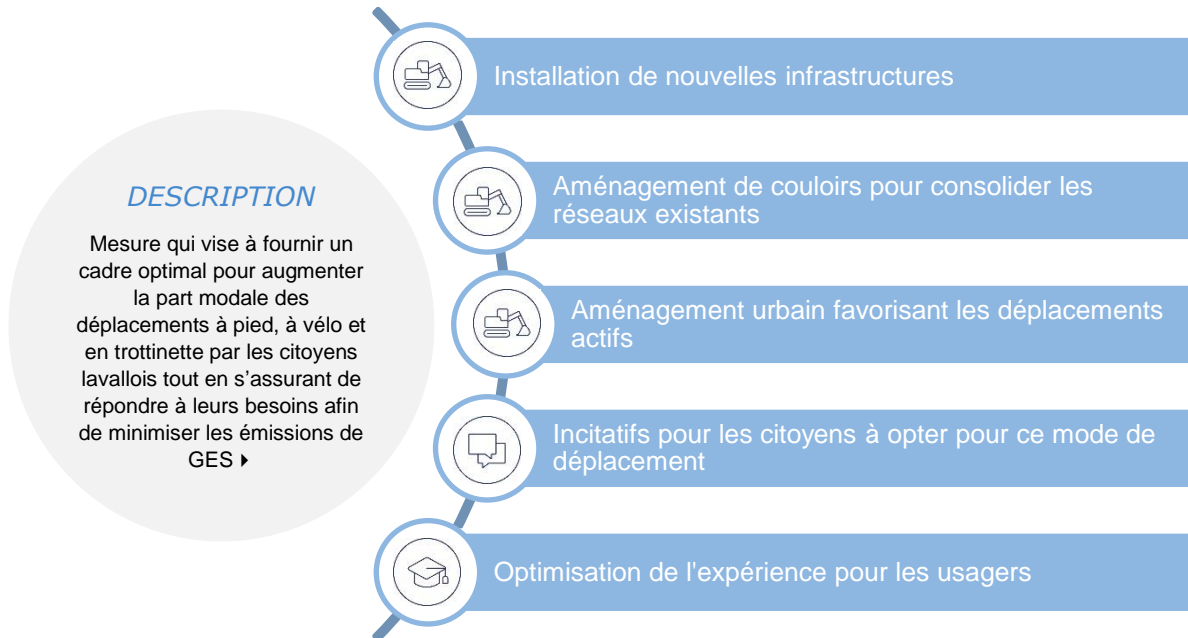 DESCRIPTION
Mesure qui vise à fournir un
cadre optimal pour augmenter
la part modale des
déplacements à pied, à vélo et
en trottinette par les citoyens
lavallois tout en s’assurant de
répondre à leurs besoins afin
de minimiser les émissions de
GES
Installation de nouvelles infrastructures
Aménagement de couloirs pour consolider les
réseaux existants
Aménagement urbain favorisant les déplacements
actifs
Incitatifs pour les citoyens à opter pour ce mode de
déplacement
Optimisation de l'expérience pour les usagers